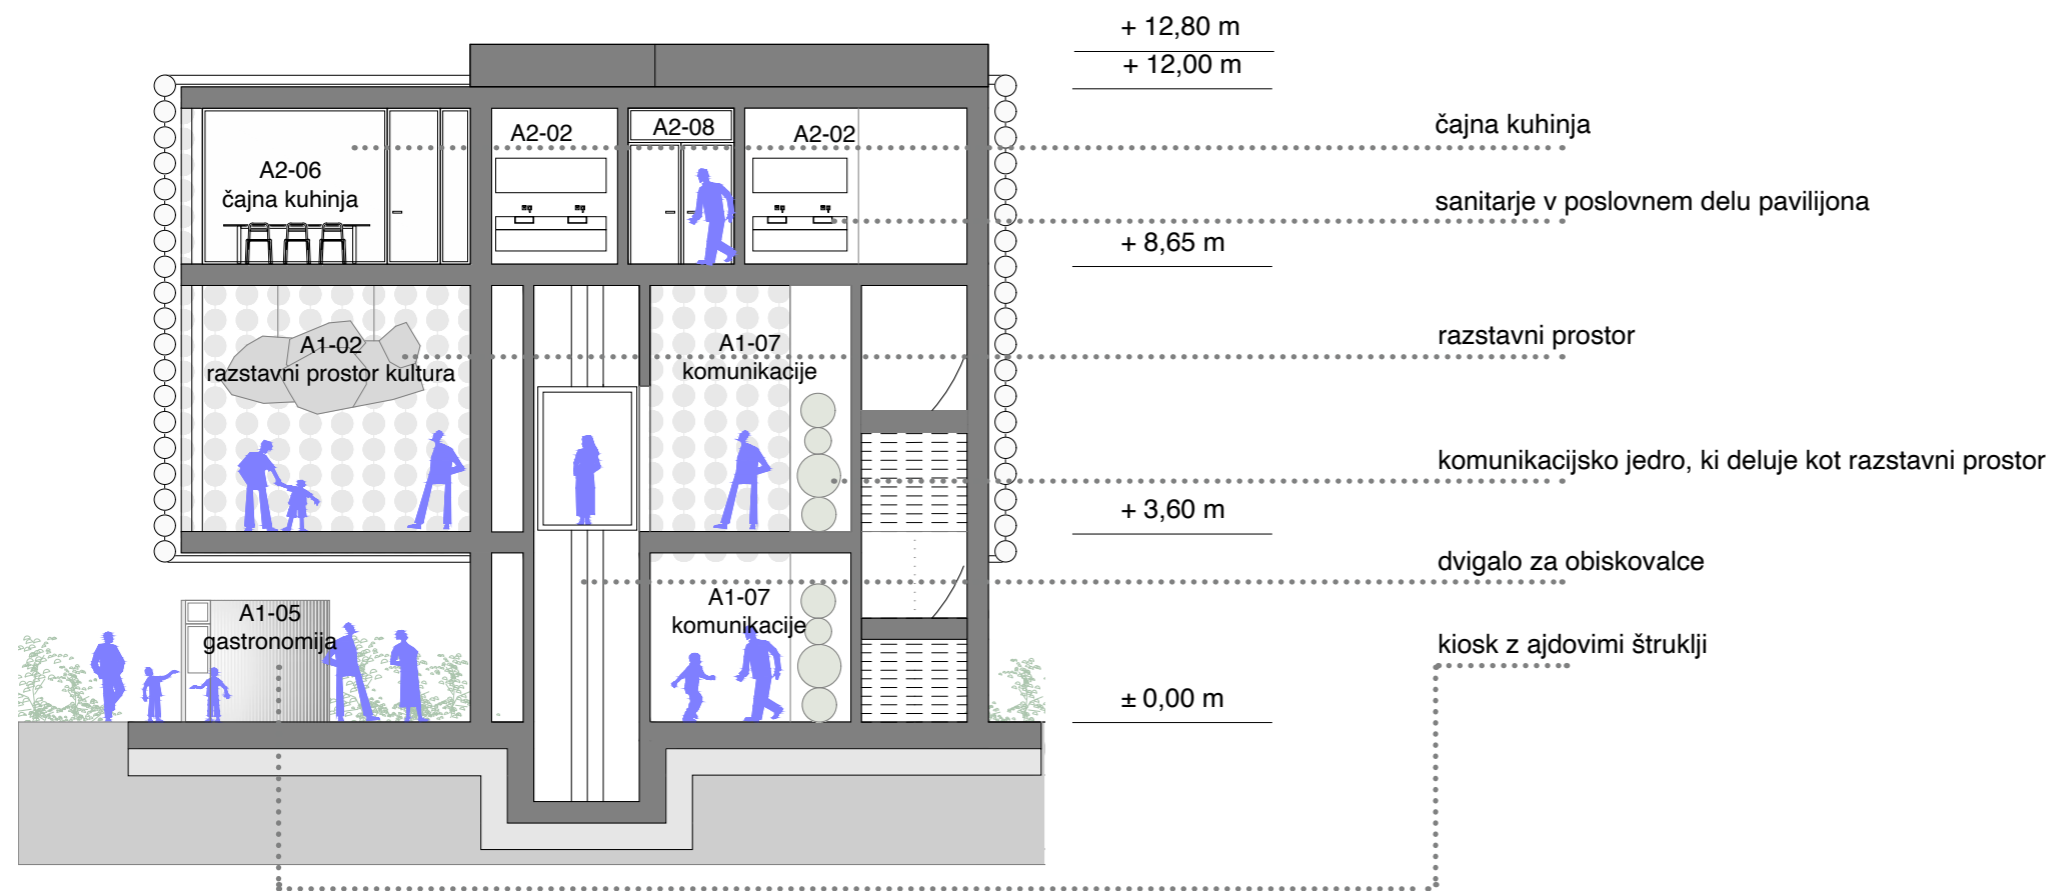 + 12,80 m
+ 12,00 m
čajna kuhinja
A2-02
A2-08
A2-02
A2-06
čajna kuhinja
sanitarje v poslovnem delu pavilijona
+ 8,65 m
razstavni prostor
A1-02
razstavni prostor kultura
A1-07
komunikacije
komunikacijsko jedro, ki deluje kot razstavni prostor
+ 3,60 m
dvigalo za obiskovalce
A1-05
gastronomija
A1-07
komunikacije
kiosk z ajdovimi štruklji
± 0,00 m